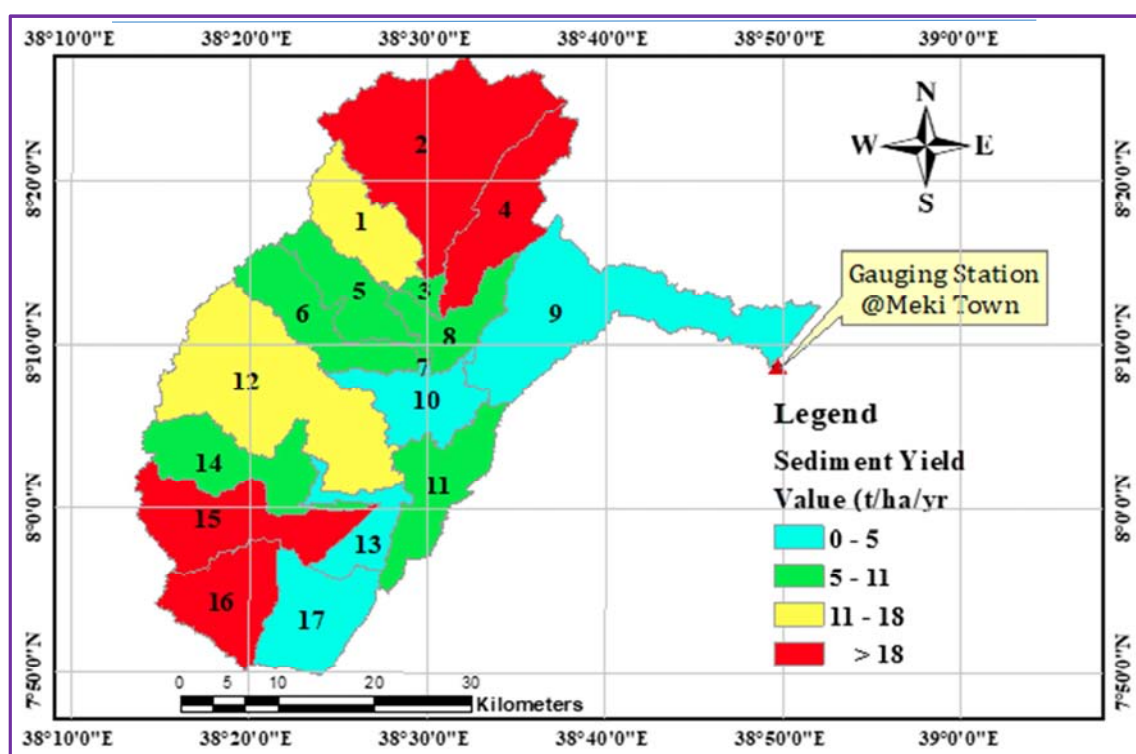 38°10'0"E 38°20'0"E 38°30'0"E 38°40'0"E 38°50'0"E 39°0'0"E
N
W E
S
8°20'0"N 8°20'0"N
8°10'0"N 8°10'0"N
8°0'0"N 8°0'0"N
7°50'0"N 7°50'0"N
2
4
1
5
3
6
8
9
7
12
10
14
11
15
13
16
17
Gauging Station
@Meki Town
Legend
Sediment Yield
Value (t/ha/yr
0 - 5
5 - 11
11 - 18
> 18
0 5 10 20 30
Kilometers
38°10'0"E 38°20'0"E 38°30'0"E 38°40'0"E 38°50'0"E 39°0'0"E